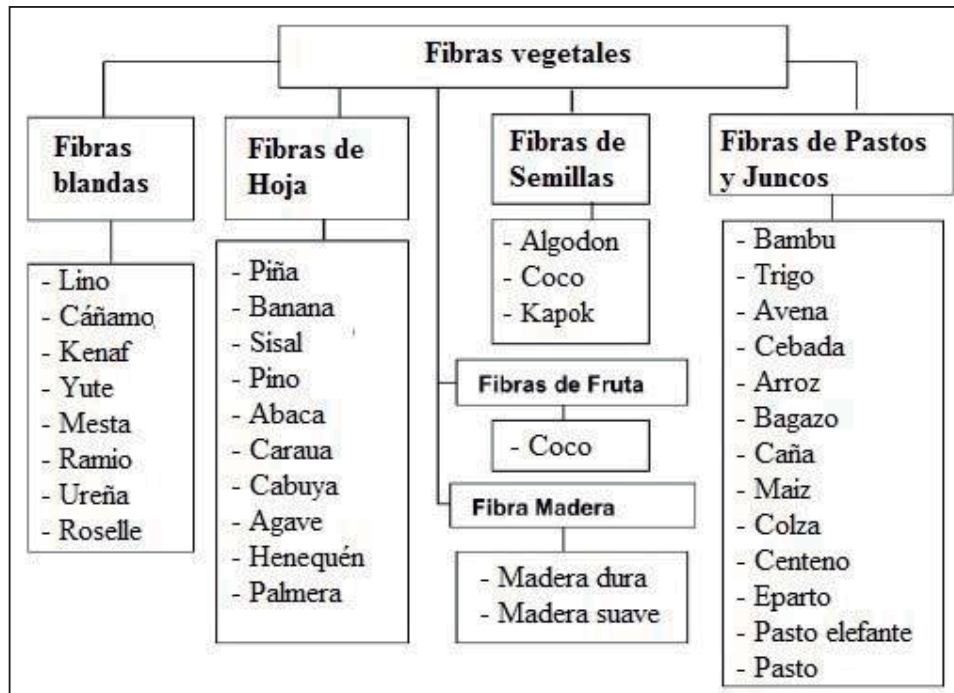 Fibras vegetales
Fibras
blandas
- Lino
- Cáñamo
- Kenaf
- Yute
- Mesta
- Ramio
- Ureña
- Roselle
Fibras de
Hoja
- Piña
- Banana
- Sisal
- Pino
- Abaca
- Caraua
- Cabuya
- Agave
- Henequén
- Palmera
Fibras de
Semillas
- Algodon
- Coco
- Kapok
Fibras de Fruta
- Coco
Fibra Madera
- Madera dura
- Madera suave
Fibras de Pastos
y Juncos
- Bambu
- Trigo
- Avena
- Cebada
- Arroz
- Bagazo
- Caña
- Maiz
- Colza
- Centeno
- Eparto
- Pasto elefante
- Pasto